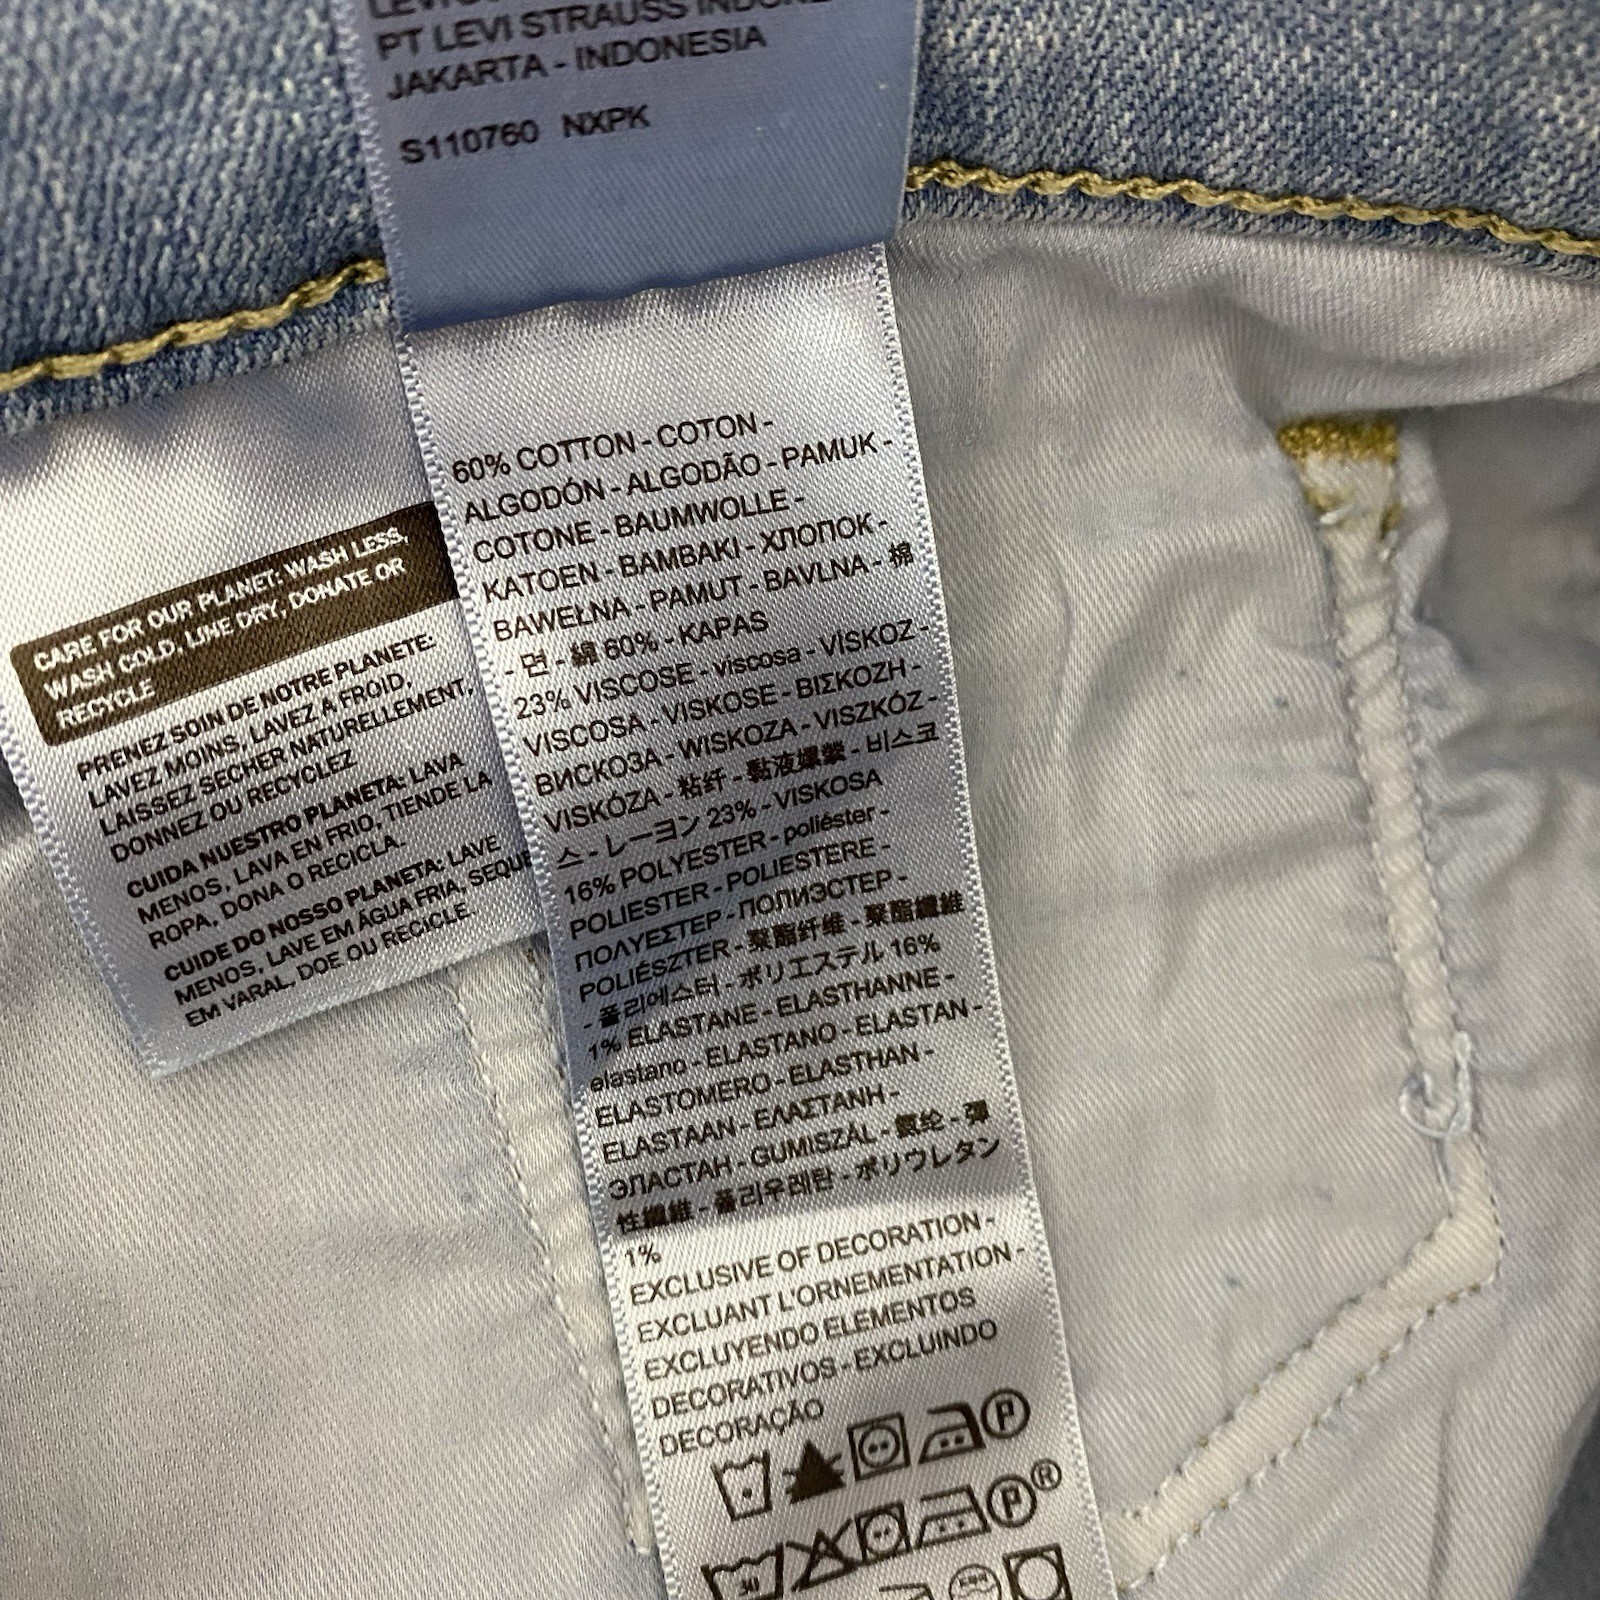 PT LEVI STRAUSS
JAKARTA - INDONESIA
S110760 NXPK
60% COTTON - COTON -
ALGODÓN - ALGODÃO - PAMUK -
COTONE - BAUMWOLLE -
KATOEN - BAMBAKI - ХЛОПОК -
BAWEŁNA - PAMUT - BAVLNA - 棉
- 면 - 綿 60% - KAPAS
23% VISCOSE - viscosa - VISKOZ -
VISCOSA - VISKOSE - ΒΙΣΚΟΖΗ -
ВИСКОЗА - WISKOZA - VISZKÓZ -
VISKÓZA - 粘纤 - 黏液嫘縈 - 비스코
스 - レーヨン 23% - VISKOSA
16% POLYESTER - poliéster -
POLIESTER - POLIESTERE -
ΠΟΛΥΕΣΤΕΡ - ПОЛИЭСТЕР -
POLIÉSZTER - 聚酯纤维 - 聚酯纖維
- 폴리에스터 - ポリエステル 16%
1% ELASTANE - ELASTHANNE -
elastano - ELASTANO - ELASTAN -
ELASTOMERO - ELASTHAN -
ELASTAAN - ΕΛΑΣΤΑΝΗ -
ЭЛАСТАН - GUMISZÁL - 氨纶 - 彈
性纖維 - 폴리우레탄 - ポリウレタン
1%
EXCLUSIVE OF DECORATION -
EXCLUANT L'ORNEMENTATION -
EXCLUYENDO ELEMENTOS
DECORATIVOS - EXCLUINDO
DECORAÇÃO
P
P®
30
CARE FOR OUR PLANET: WASH LESS,
WASH COLD, LINE DRY, DONATE OR
RECYCLE
PRENEZ SOIN DE NOTRE PLANETE:
LAVEZ MOINS, LAVEZ A FROID,
LAISSEZ SECHER NATURELLEMENT,
DONNEZ OU RECYCLEZ
CUIDA NUESTRO PLANETA: LAVA
MENOS, LAVA EN FRIO, TIENDE LA
ROPA, DONA O RECICLA.
CUIDE DO NOSSO PLANETA: LAVE
MENOS, LAVE EM ÁGUA FRIA, SEQUE
EM VARAL, DOE OU RECICLE.